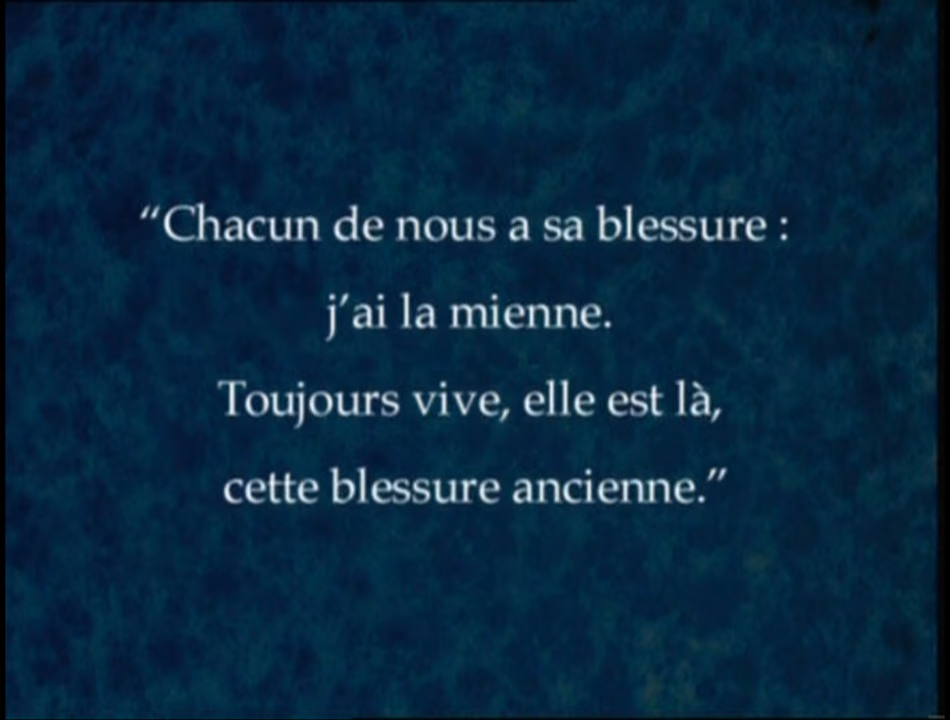 “Chacun de nous a sa blessure :
j’ai la mienne.
Toujours vive, elle est là,
cette blessure ancienne.”